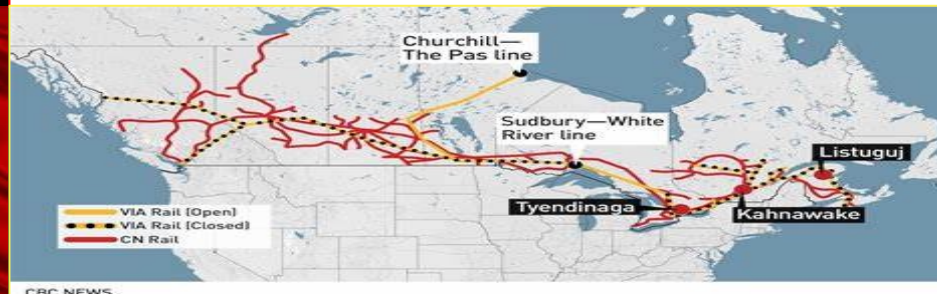 Churchill—
The Pas line
Sudbury—White
River line
Listuguj
Tyendinaga
Kahnawake
VIA Rail (Open)
VIA Rail (Closed)
CN Rail
CBC NEWS